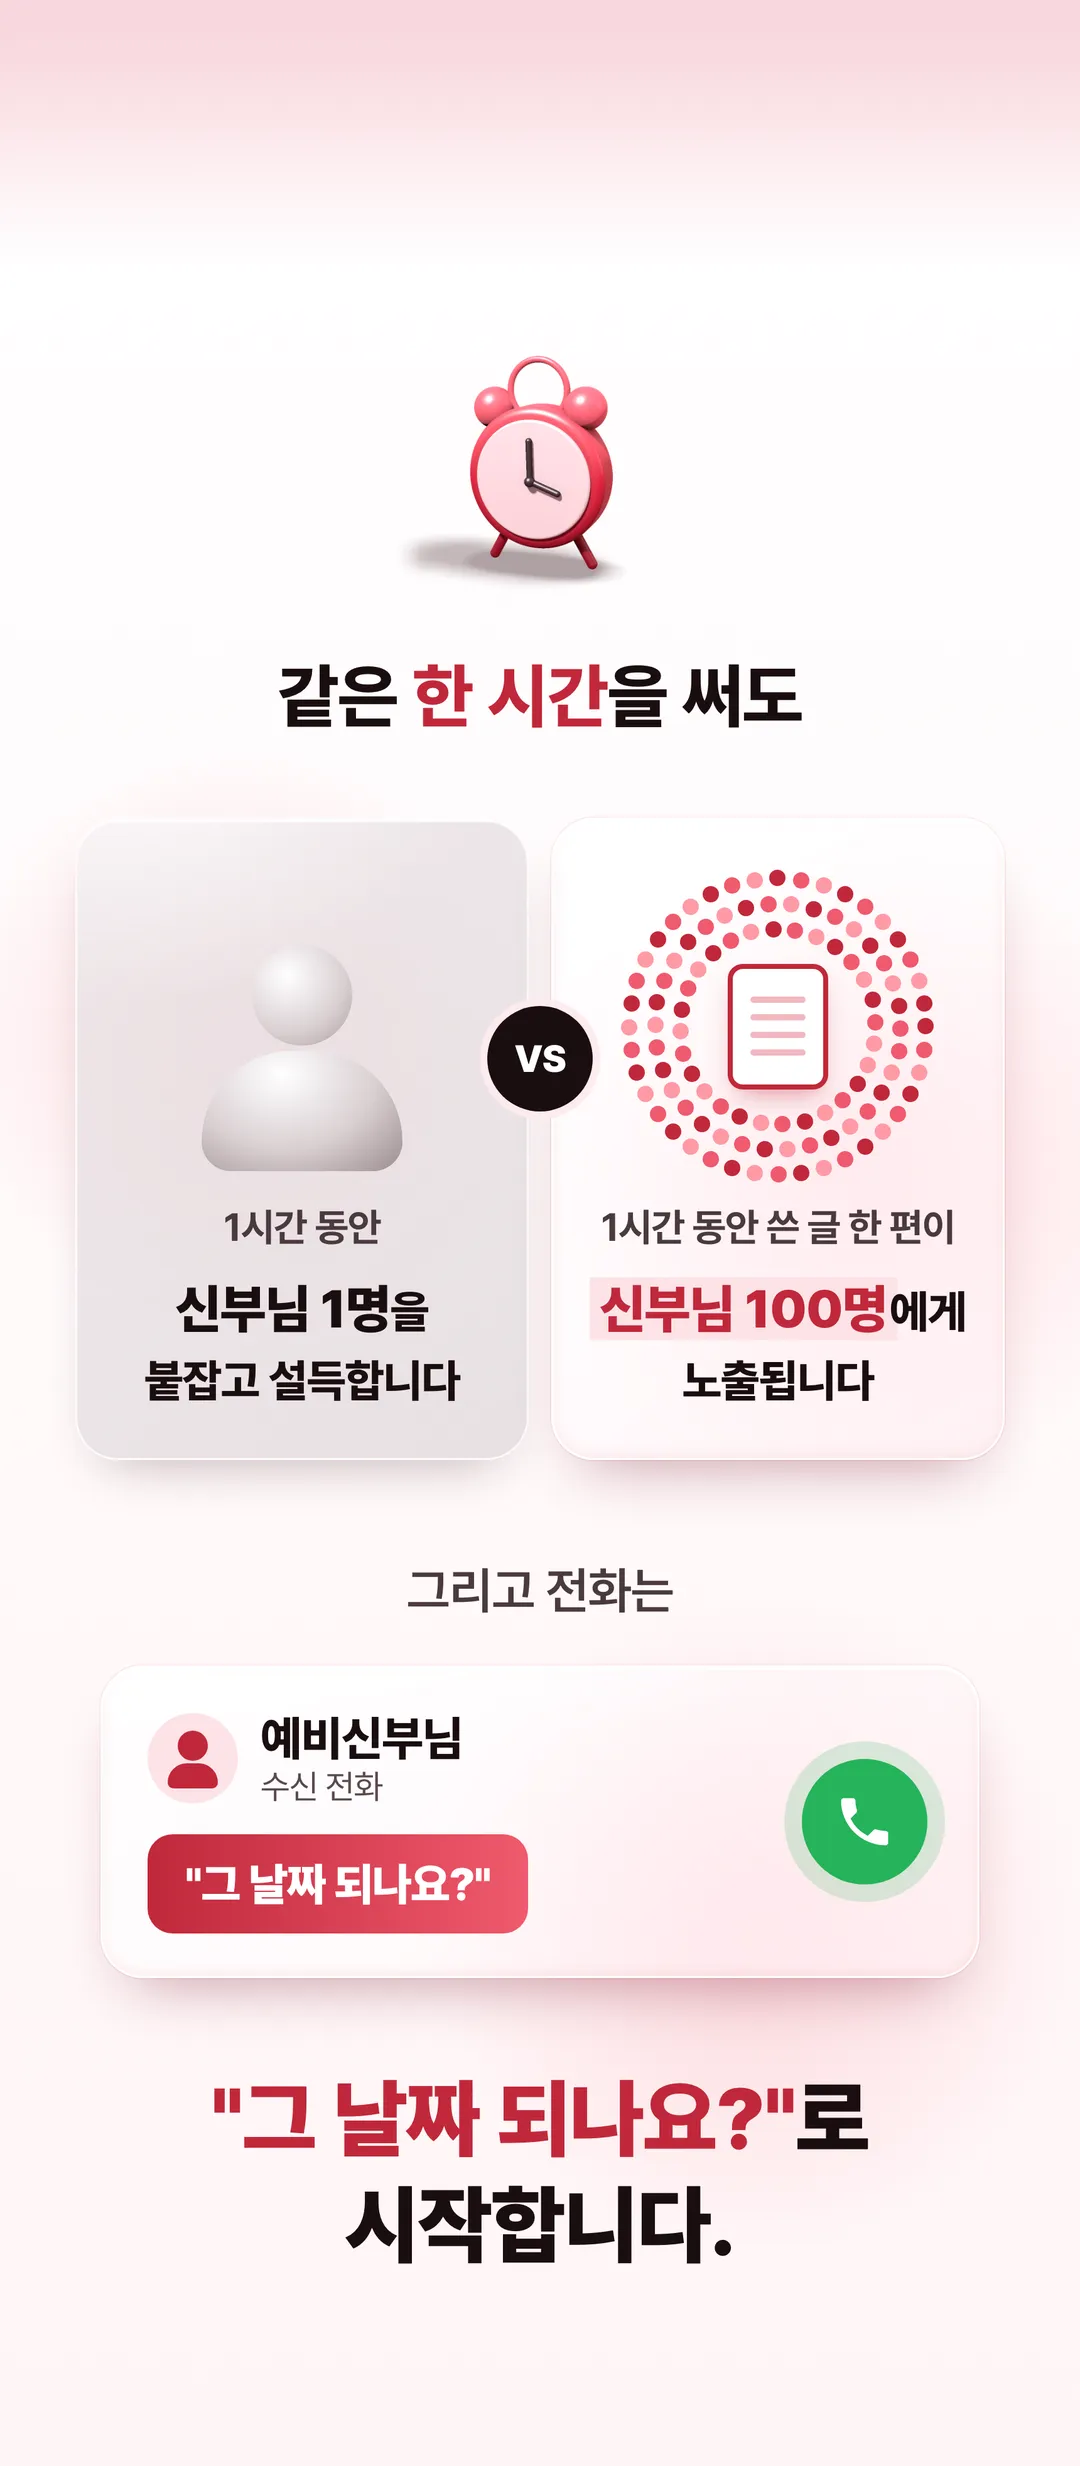 같은 한 시간을 써도
1시간 동안
신부님 1명을
붙잡고 설득합니다
VS
1시간 동안 쓴 글 한 편이
신부님 100명에게
노출됩니다
그리고 전화는
예비신부님
수신 전화
"그 날짜 되나요?"
"그 날짜 되나요?"로
시작합니다.